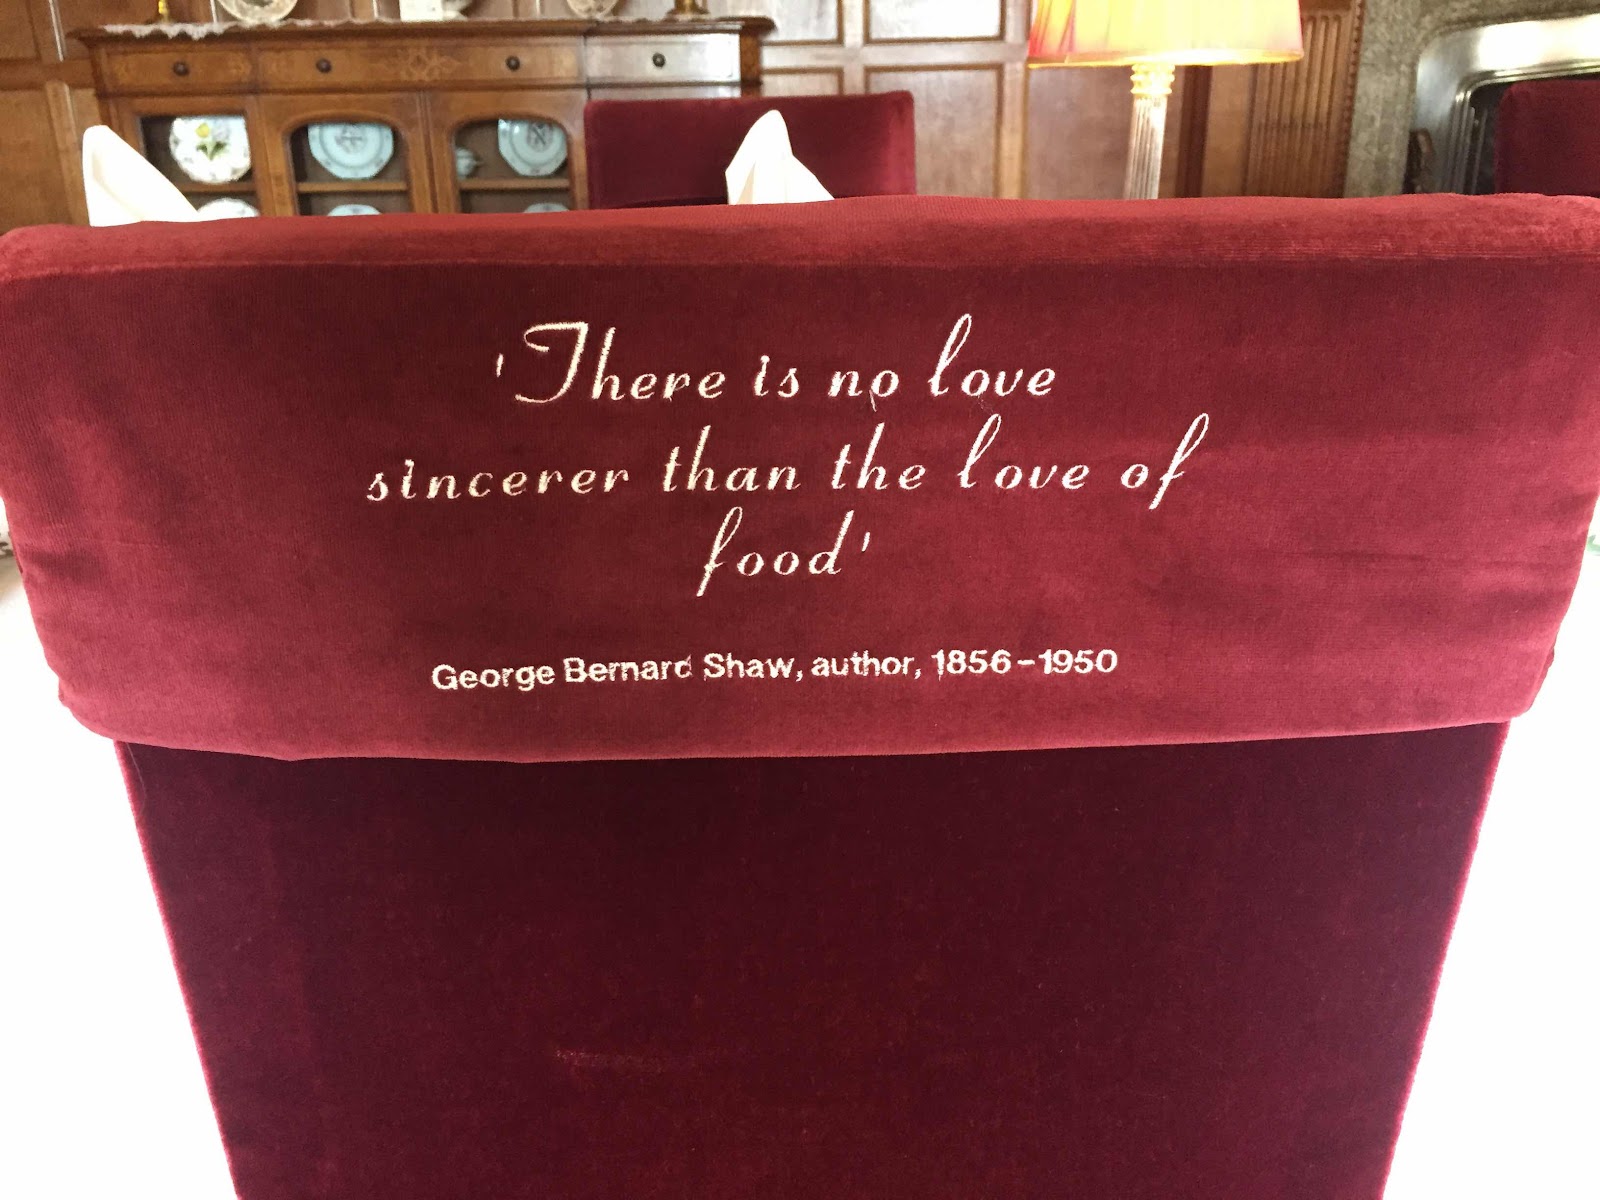 'There is no love
sincerer than the love of
food'
George Bernard Shaw, author, 1856-1950